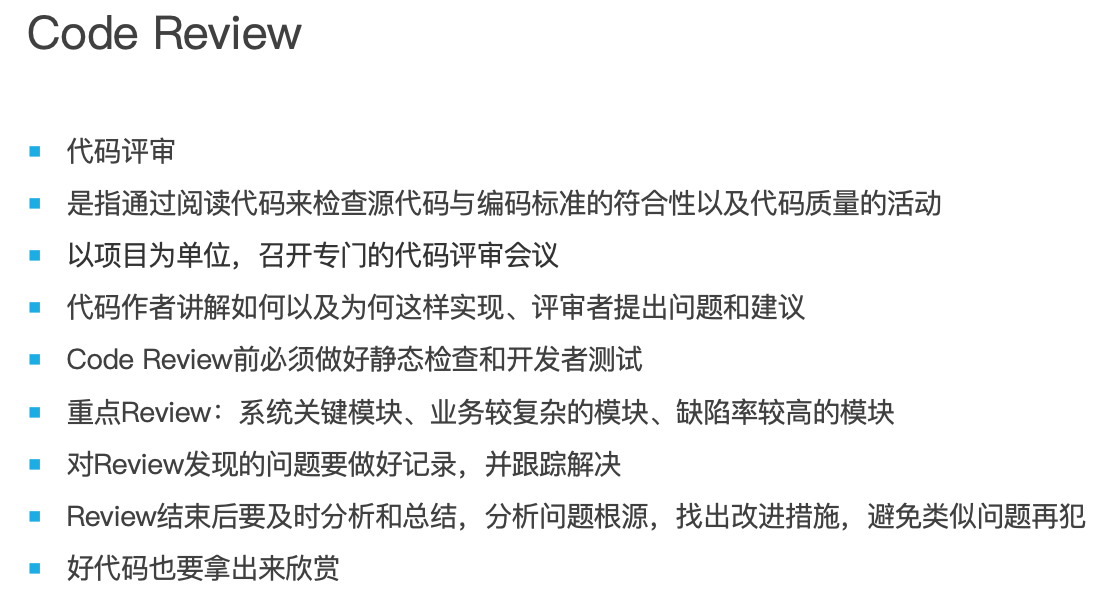 Code Review
代码评审
是指通过阅读代码来检查源代码与编码标准的符合性以及代码质量的活动
以项目为单位，召开专门的代码评审会议
代码作者讲解如何以及为何这样实现、评审者提出问题和建议
Code Review前必须做好静态检查和开发者测试
重点Review：系统关键模块、业务较复杂的模块、缺陷率较高的模块
对Review发现的问题要做好记录，并跟踪解决
Review结束后要及时分析和总结，分析问题根源，找出改进措施，避免类似问题再犯
好代码也要拿出来欣赏